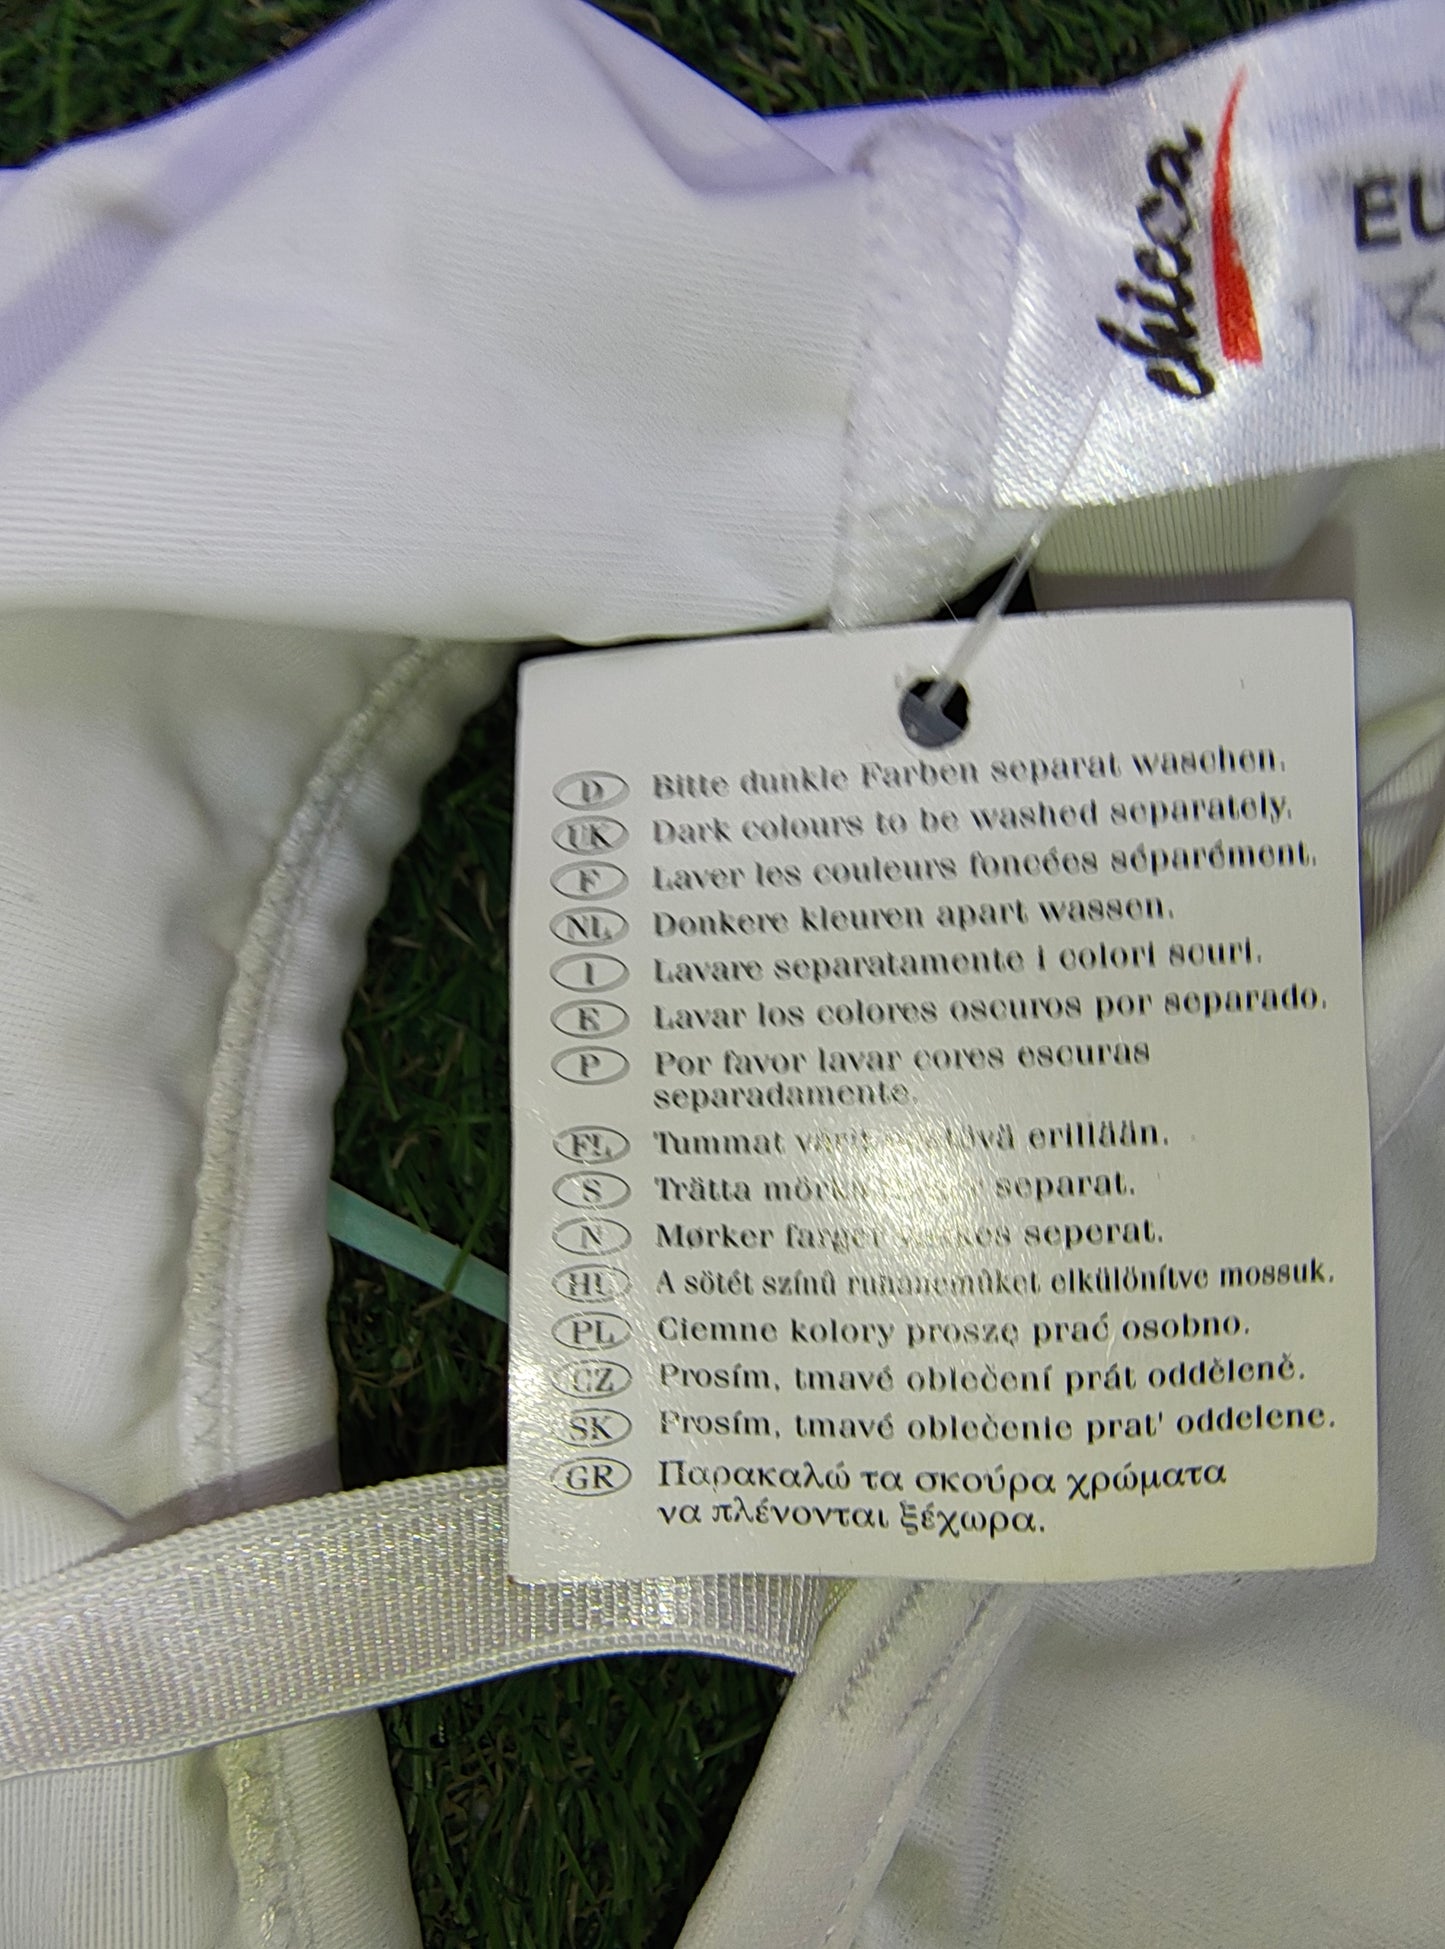 chicca
EU
D Bitte dunkle Farben separat waschen.
UK Dark colours to be washed separately.
F Laver les couleurs foncées séparément.
NL Donkere kleuren apart wassen.
I Lavare separatamente i colori scuri.
E Lavar los colores oscuros por separado.
P Por favor lavar cores escuras
separadamente.
FL Tummat erillään.
S Trätta separat.
N Mørker farger seperat.
HU A sötét színû elkülönítve mossuk.
PL Ciemne kolory proszę prać osobno.
CZ Prosím, tmavé oblečení prát odděleně.
SK Prosím, tmavé oblečenie prat' oddelene.
GR Παρακαλώ τα σκούρα χρώματα
να πλένονται ξέχωρα.